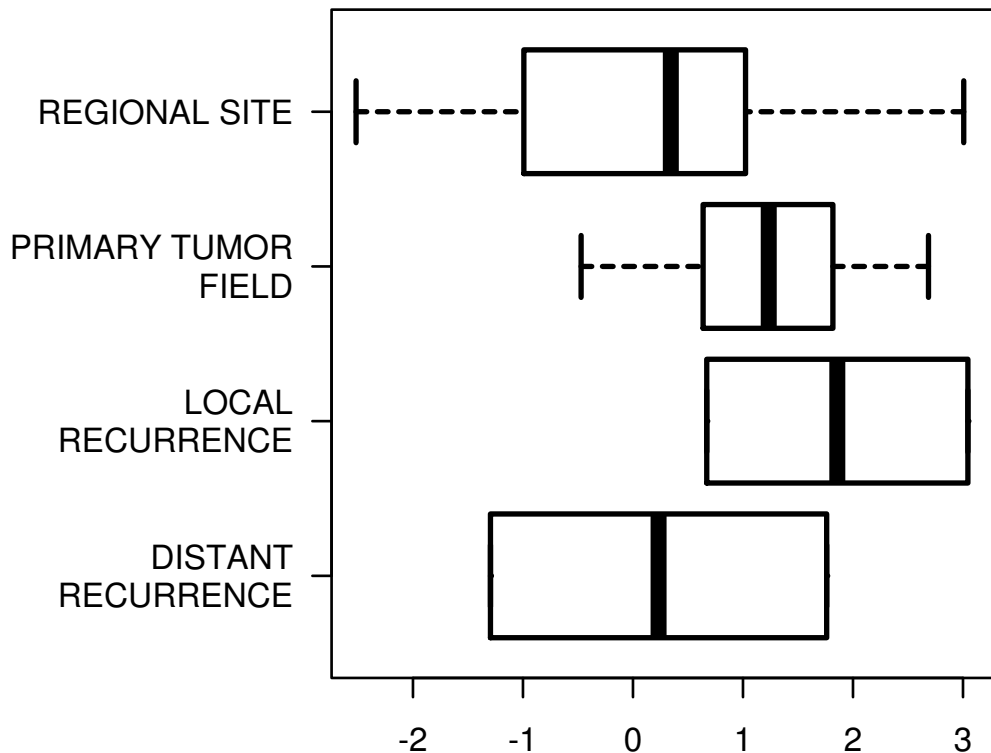 REGIONAL SITE
PRIMARY TUMOR
FIELD
LOCAL
RECURRENCE
DISTANT
RECURRENCE
-2 -1 0 1 2 3